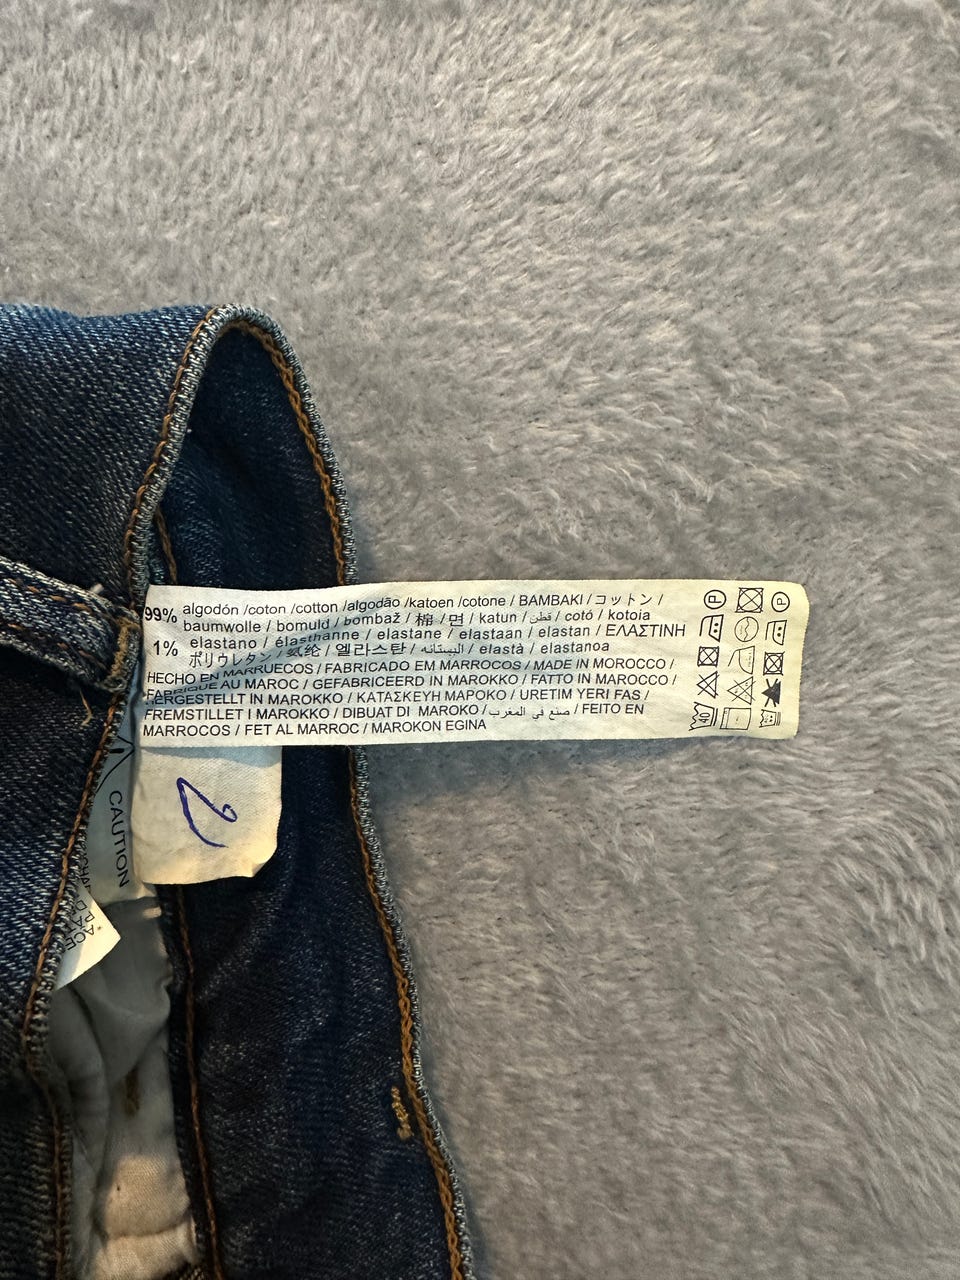 99% algodón /coton /cotton /algodão /katoen /cotone / BAMBAKI / コットン /
baumwolle / bomuld / bombaž / 棉 / 면 / katun / قطن / cotó / kotoia
1% elastano / élasthanne / elastane / elastaan / elastan / ΕΛΑΣΤΙΝΗ
ポリウレタン / 氨纶 / 엘라스탄 / البيستانه / elastà / elastanoa
HECHO EN MARRUECOS / FABRICADO EM MARROCOS / MADE IN MOROCCO /
FABRIQUE AU MAROC / GEFABRICEERD IN MAROKKO / FATTO IN MAROCCO /
HERGESTELLT IN MAROKKO / ΚΑΤΑΣΚΕΥΗ ΜΑΡΟΚΟ / URETIM YERI FAS /
FREMSTILLET I MAROKKO / DIBUAT DI MAROKO / صنع في المغرب / FEITO EN
MARROCOS / FET AL MARROC / MAROKON EGINA
P
P
40
2
CAUTION